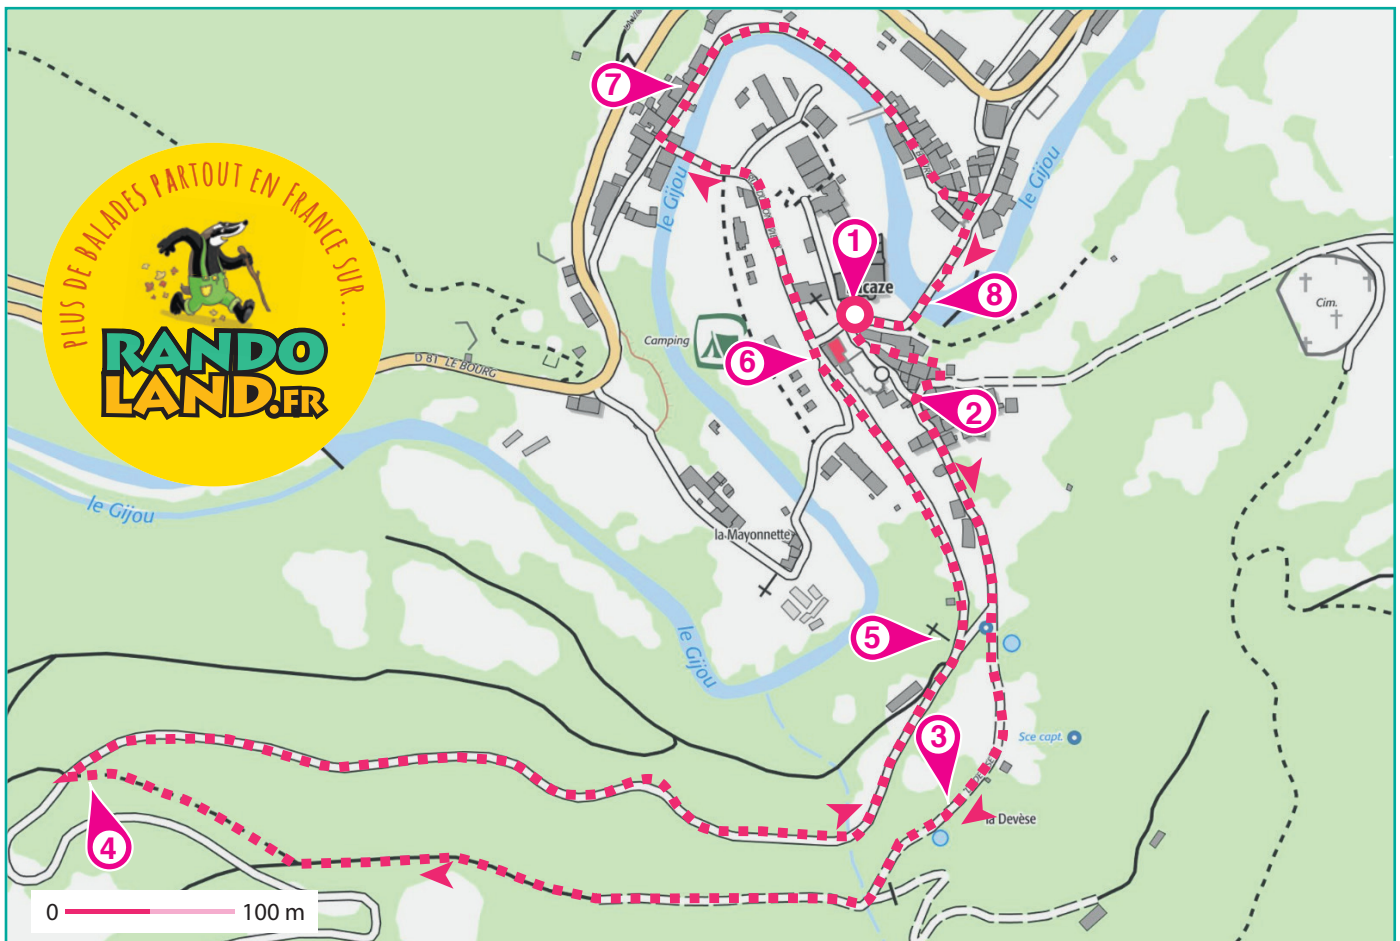 PLUS DE BALADES PARTOUT EN FRANCE SUR...
RANDO
LAND.FR
7
le Gijou
le Gijou
1
8
Cim.
Camping
6
D 81 LE BOURG
2
le Gijou
la Mayonnette
5
le Gijou
3
Sce capt.
la Devèse
4
0 100 m